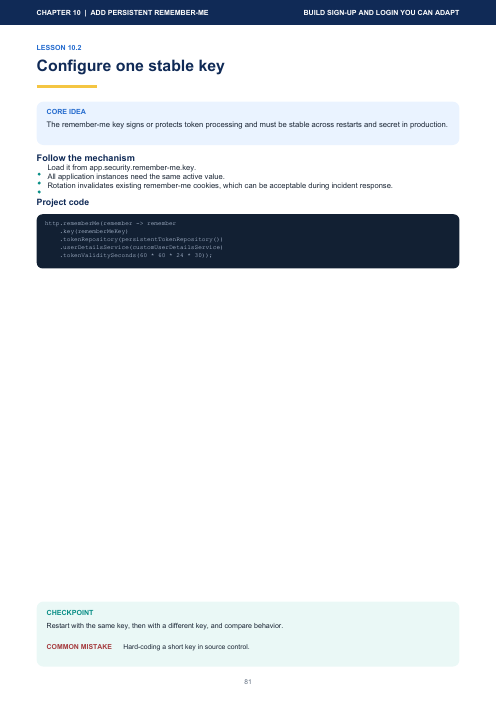 CHAPTER 10 | ADD PERSISTENT REMEMBER-ME
BUILD SIGN-UP AND LOGIN YOU CAN ADAPT
LESSON 10.2
Configure one stable key
CORE IDEA
The remember-me key signs or protects token processing and must be stable across restarts and secret in production.
Follow the mechanism
Load it from app.security.remember-me.key.
• All application instances need the same active value.
• Rotation invalidates existing remember-me cookies, which can be acceptable during incident response.
•
Project code
http.rememberMe(remember -> remember
    .key(rememberMeKey)
    .tokenRepository(persistentTokenRepository())
    .userDetailsService(customUserDetailsService)
    .tokenValiditySeconds(60 * 60 * 24 * 30));
CHECKPOINT
Restart with the same key, then with a different key, and compare behavior.
COMMON MISTAKE Hard-coding a short key in source control.
81